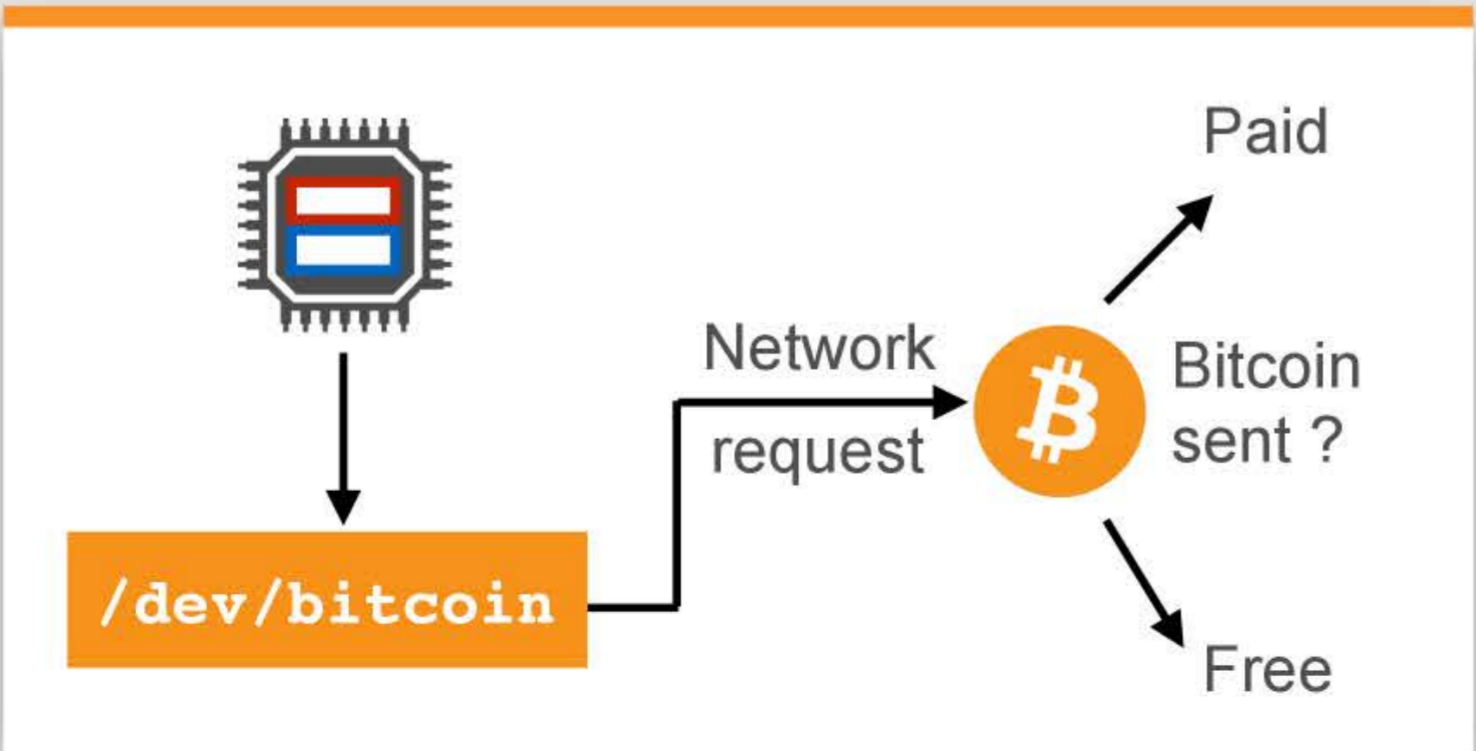 Paid
Network
request
Bitcoin
sent ?
/dev/bitcoin
Free